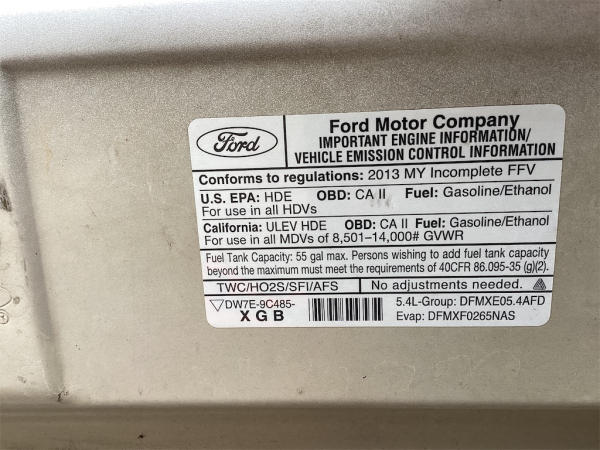 Ford
Ford Motor Company
IMPORTANT ENGINE INFORMATION/
VEHICLE EMISSION CONTROL INFORMATION
Conforms to regulations: 2013 MY Incomplete FFV
U.S. EPA: HDE OBD: CA II Fuel: Gasoline/Ethanol
For use in all HDVs
California: ULEV HDE OBD: CA II Fuel: Gasoline/Ethanol
For use in all MDVs of 8,501-14,000# GVWR
Fuel Tank Capacity: 55 gal max. Persons wishing to add fuel tank capacity
beyond the maximum must meet the requirements of 40CFR 86.095-35 (g)(2).
TWC/HO2S/SFI/AFS No adjustments needed.
DW7E-9C485- 5.4L-Group: DFMXE05.4AFD
X G B Evap: DFMXF0265NAS